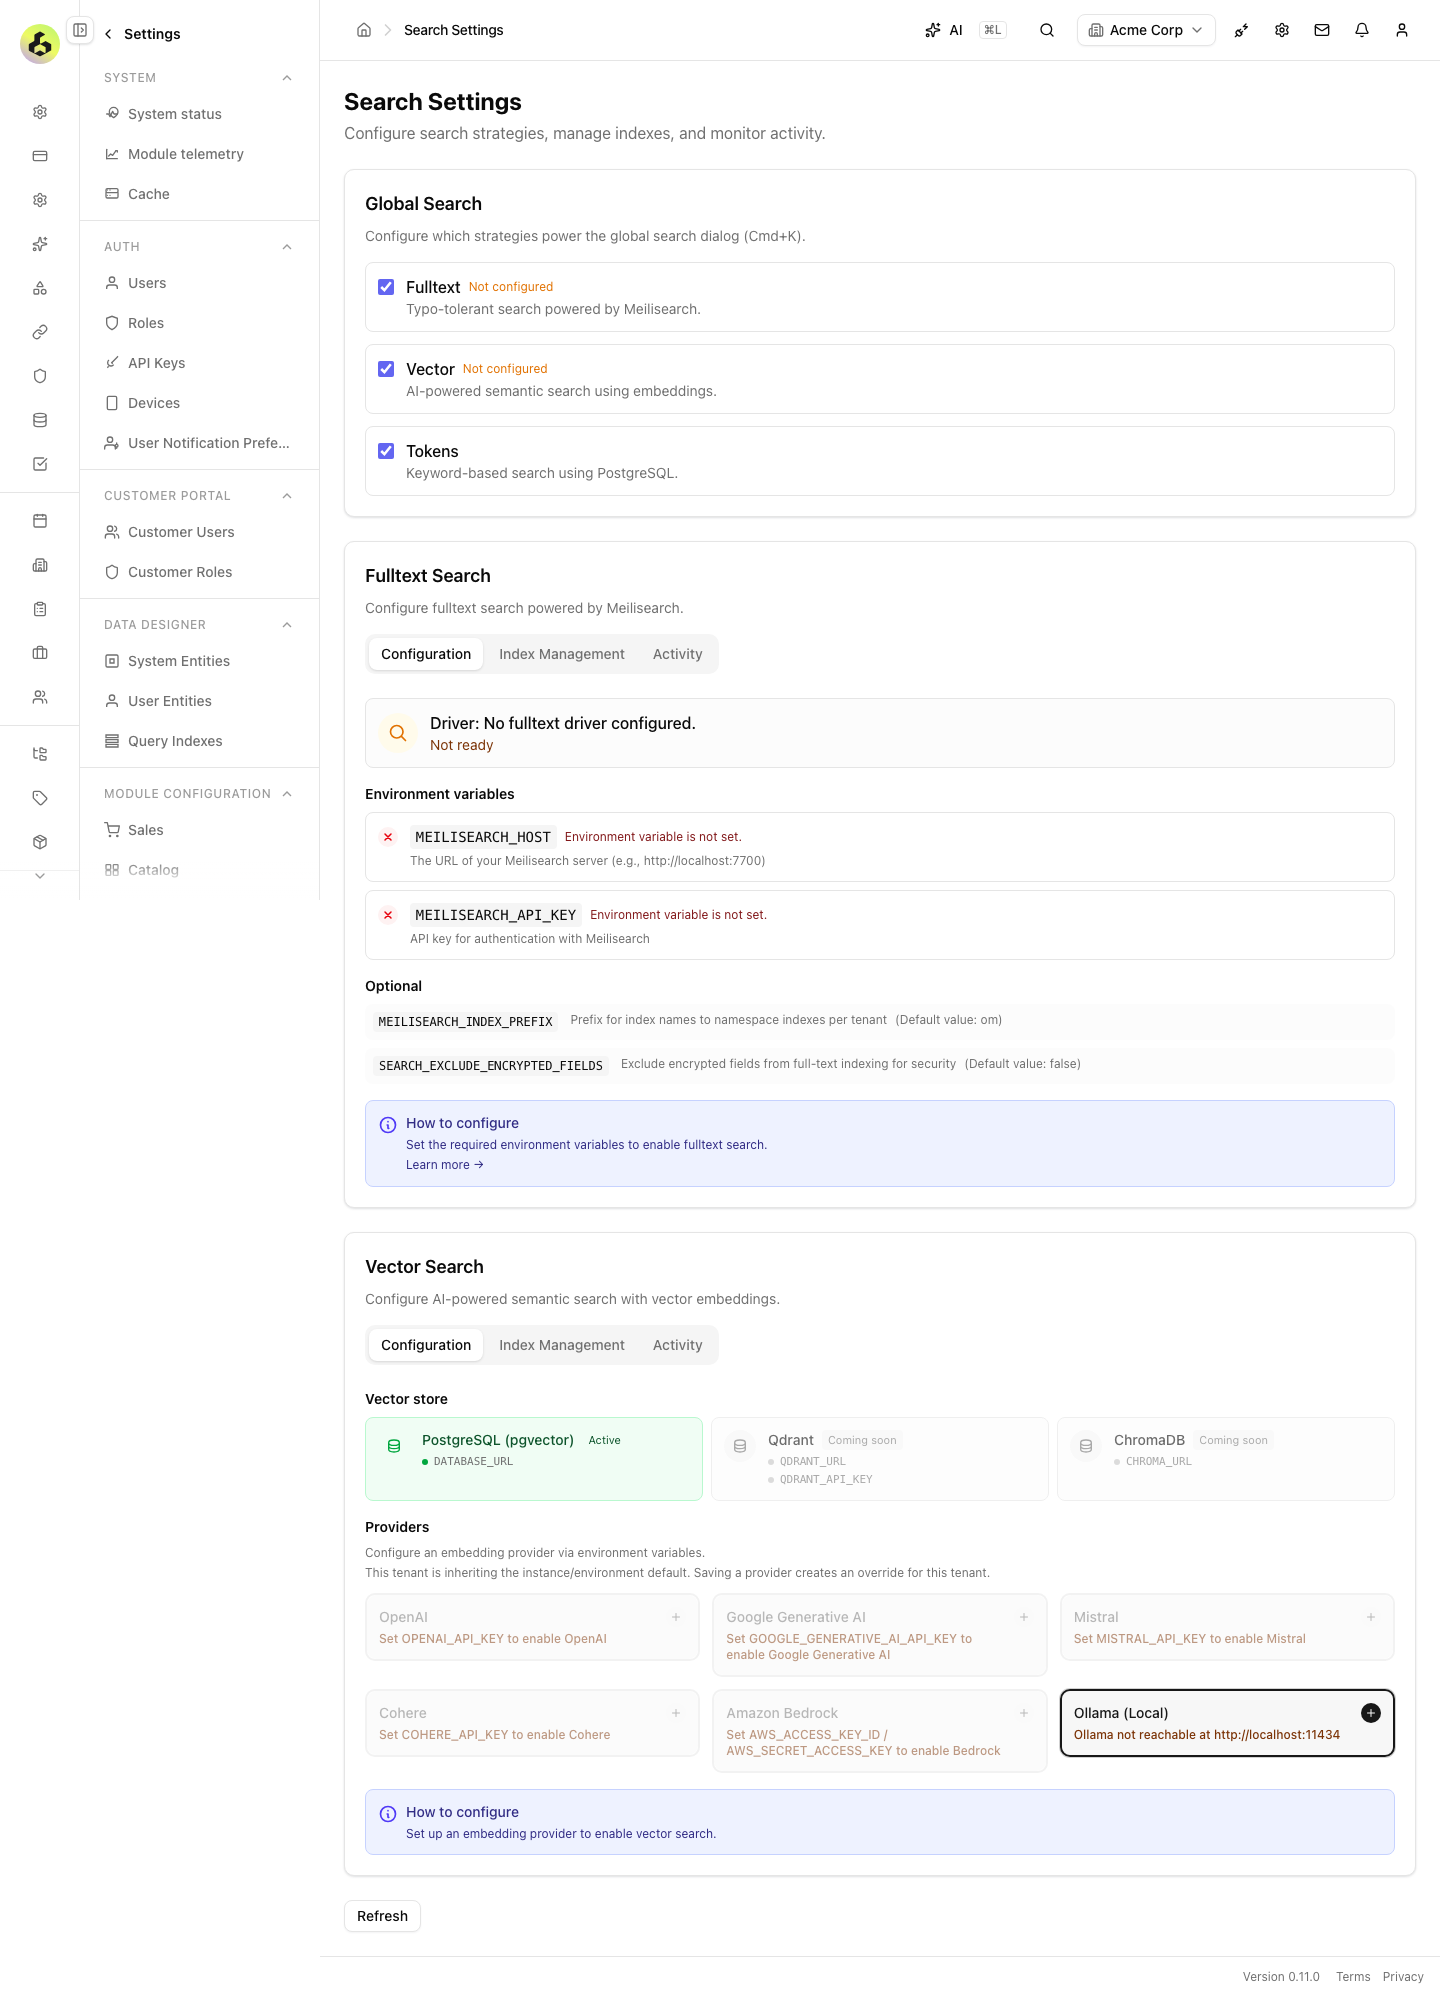 Settings
SYSTEM
System status
Module telemetry
Cache
AUTH
Users
Roles
API Keys
Devices
User Notification Prefe...
CUSTOMER PORTAL
Customer Users
Customer Roles
DATA DESIGNER
System Entities
User Entities
Query Indexes
MODULE CONFIGURATION
Sales
Catalog
Search Settings
AI ⌘L
Acme Corp
Search Settings
Configure search strategies, manage indexes, and monitor activity.
Global Search
Configure which strategies power the global search dialog (Cmd+K).
Fulltext Not configured
Typo-tolerant search powered by Meilisearch.
Vector Not configured
AI-powered semantic search using embeddings.
Tokens
Keyword-based search using PostgreSQL.
Fulltext Search
Configure fulltext search powered by Meilisearch.
Configuration Index Management Activity
Driver: No fulltext driver configured.
Not ready
Environment variables
MEILISEARCH_HOST Environment variable is not set.
The URL of your Meilisearch server (e.g., http://localhost:7700)
MEILISEARCH_API_KEY Environment variable is not set.
API key for authentication with Meilisearch
Optional
MEILISEARCH_INDEX_PREFIX Prefix for index names to namespace indexes per tenant (Default value: om)
SEARCH_EXCLUDE_ENCRYPTED_FIELDS Exclude encrypted fields from full-text indexing for security (Default value: false)
How to configure
Set the required environment variables to enable fulltext search.
Learn more →
Vector Search
Configure AI-powered semantic search with vector embeddings.
Configuration Index Management Activity
Vector store
PostgreSQL (pgvector) Active
DATABASE_URL
Qdrant Coming soon
QDRANT_URL
QDRANT_API_KEY
ChromaDB Coming soon
CHROMA_URL
Providers
Configure an embedding provider via environment variables.
This tenant is inheriting the instance/environment default. Saving a provider creates an override for this tenant.
OpenAI
Set OPENAI_API_KEY to enable OpenAI
Google Generative AI
Set GOOGLE_GENERATIVE_AI_API_KEY to
enable Google Generative AI
Mistral
Set MISTRAL_API_KEY to enable Mistral
Cohere
Set COHERE_API_KEY to enable Cohere
Amazon Bedrock
Set AWS_ACCESS_KEY_ID /
AWS_SECRET_ACCESS_KEY to enable Bedrock
Ollama (Local)
Ollama not reachable at http://localhost:11434
How to configure
Set up an embedding provider to enable vector search.
Refresh
Version 0.11.0 Terms Privacy